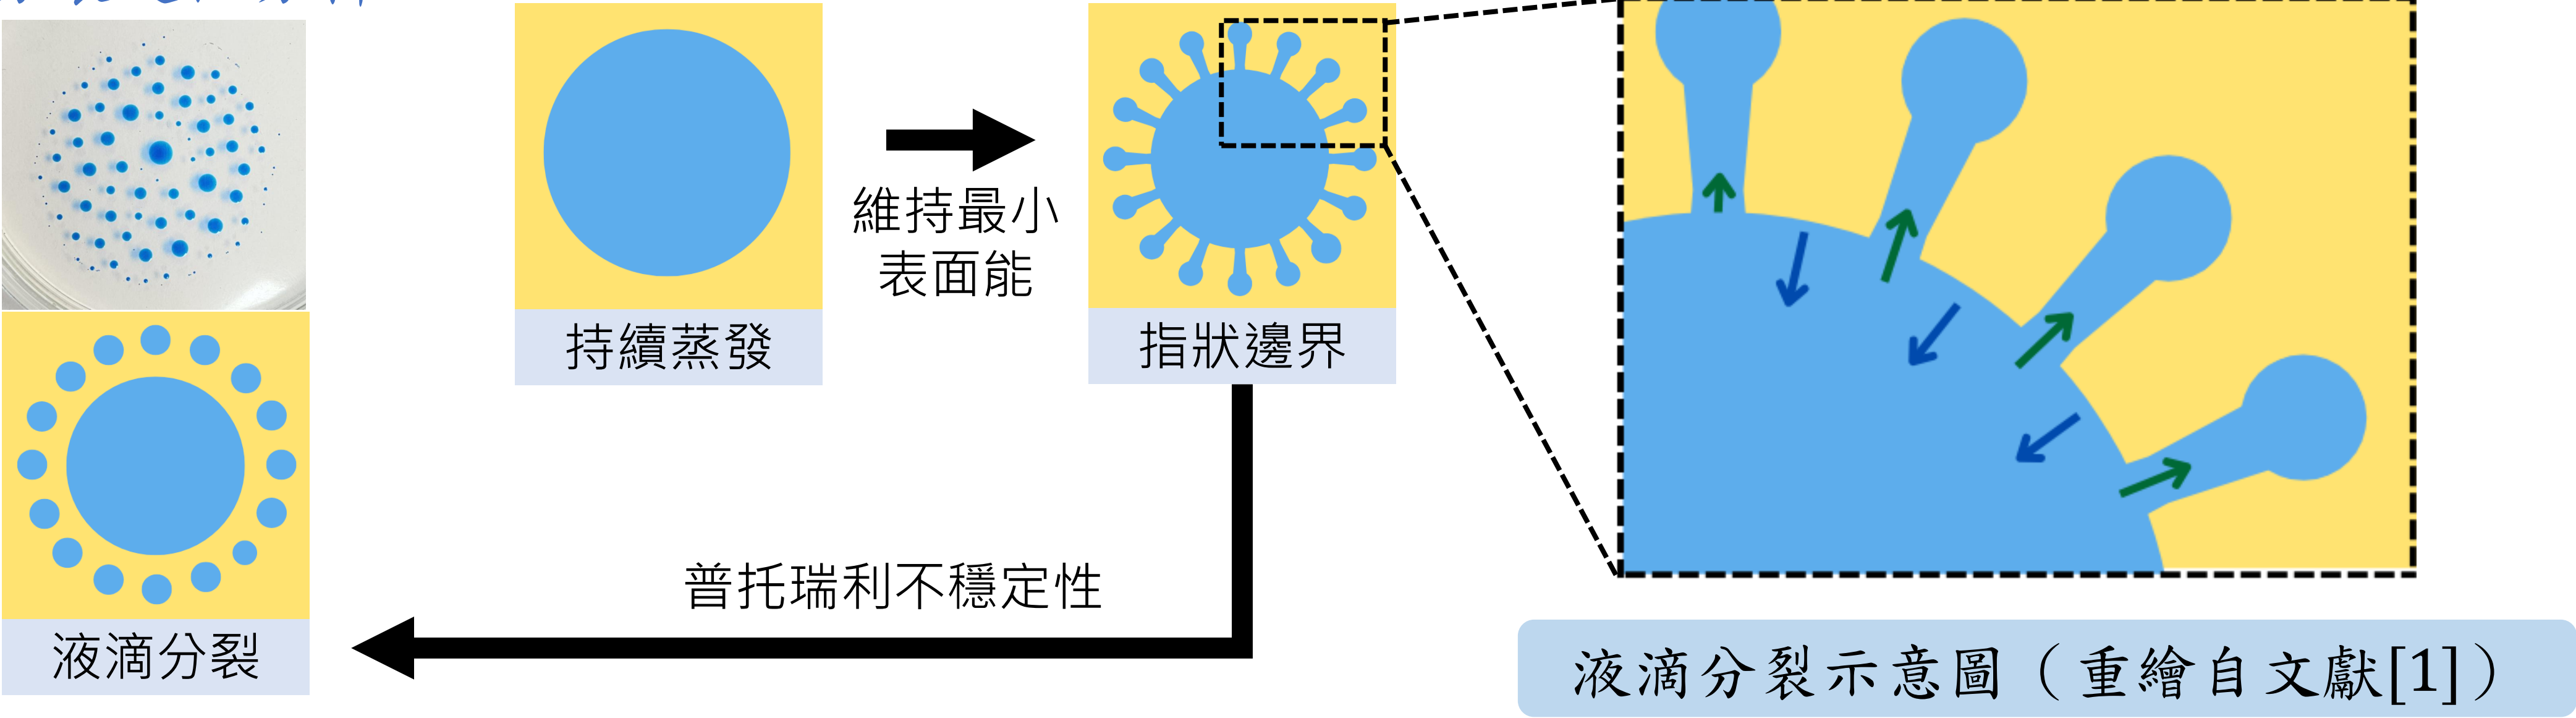 維持最小
表面能
持續蒸發
指狀邊界
普托瑞利不穩定性
液滴分裂
液滴分裂示意圖（重繪自文獻[1]）